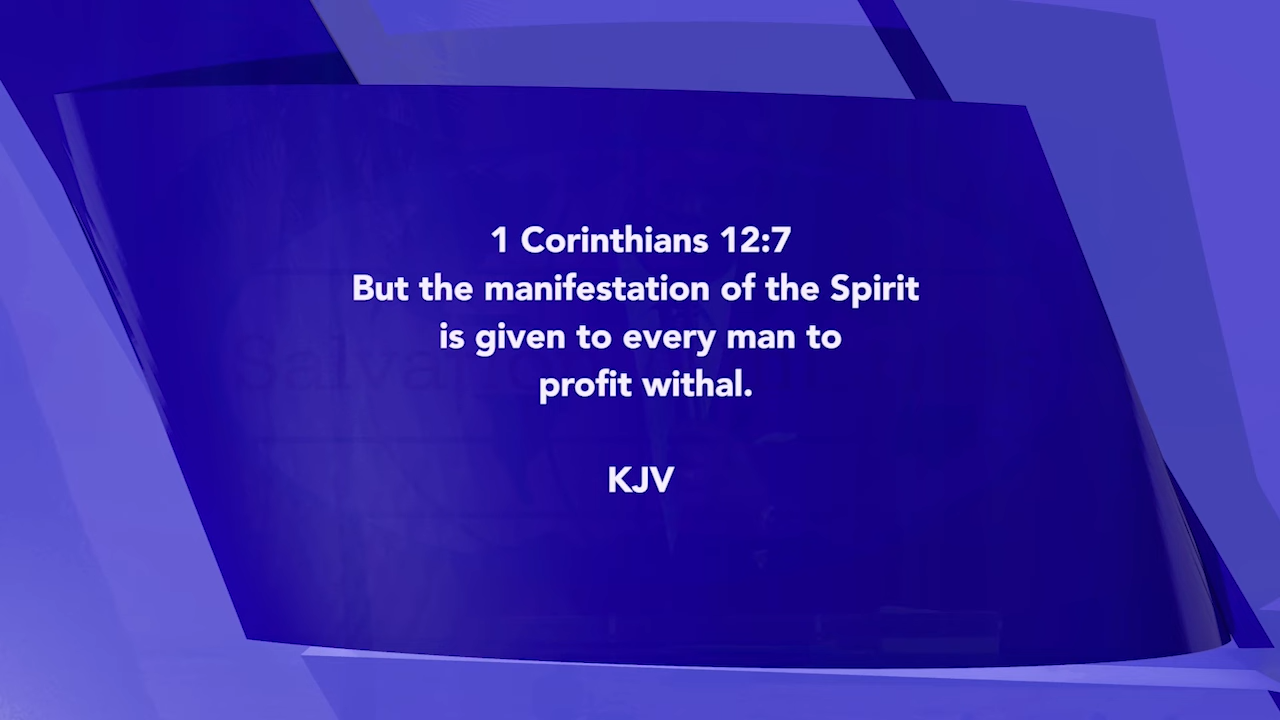 1 Corinthians 12:7
But the manifestation of the Spirit
is given to every man to
profit withal.
KJV